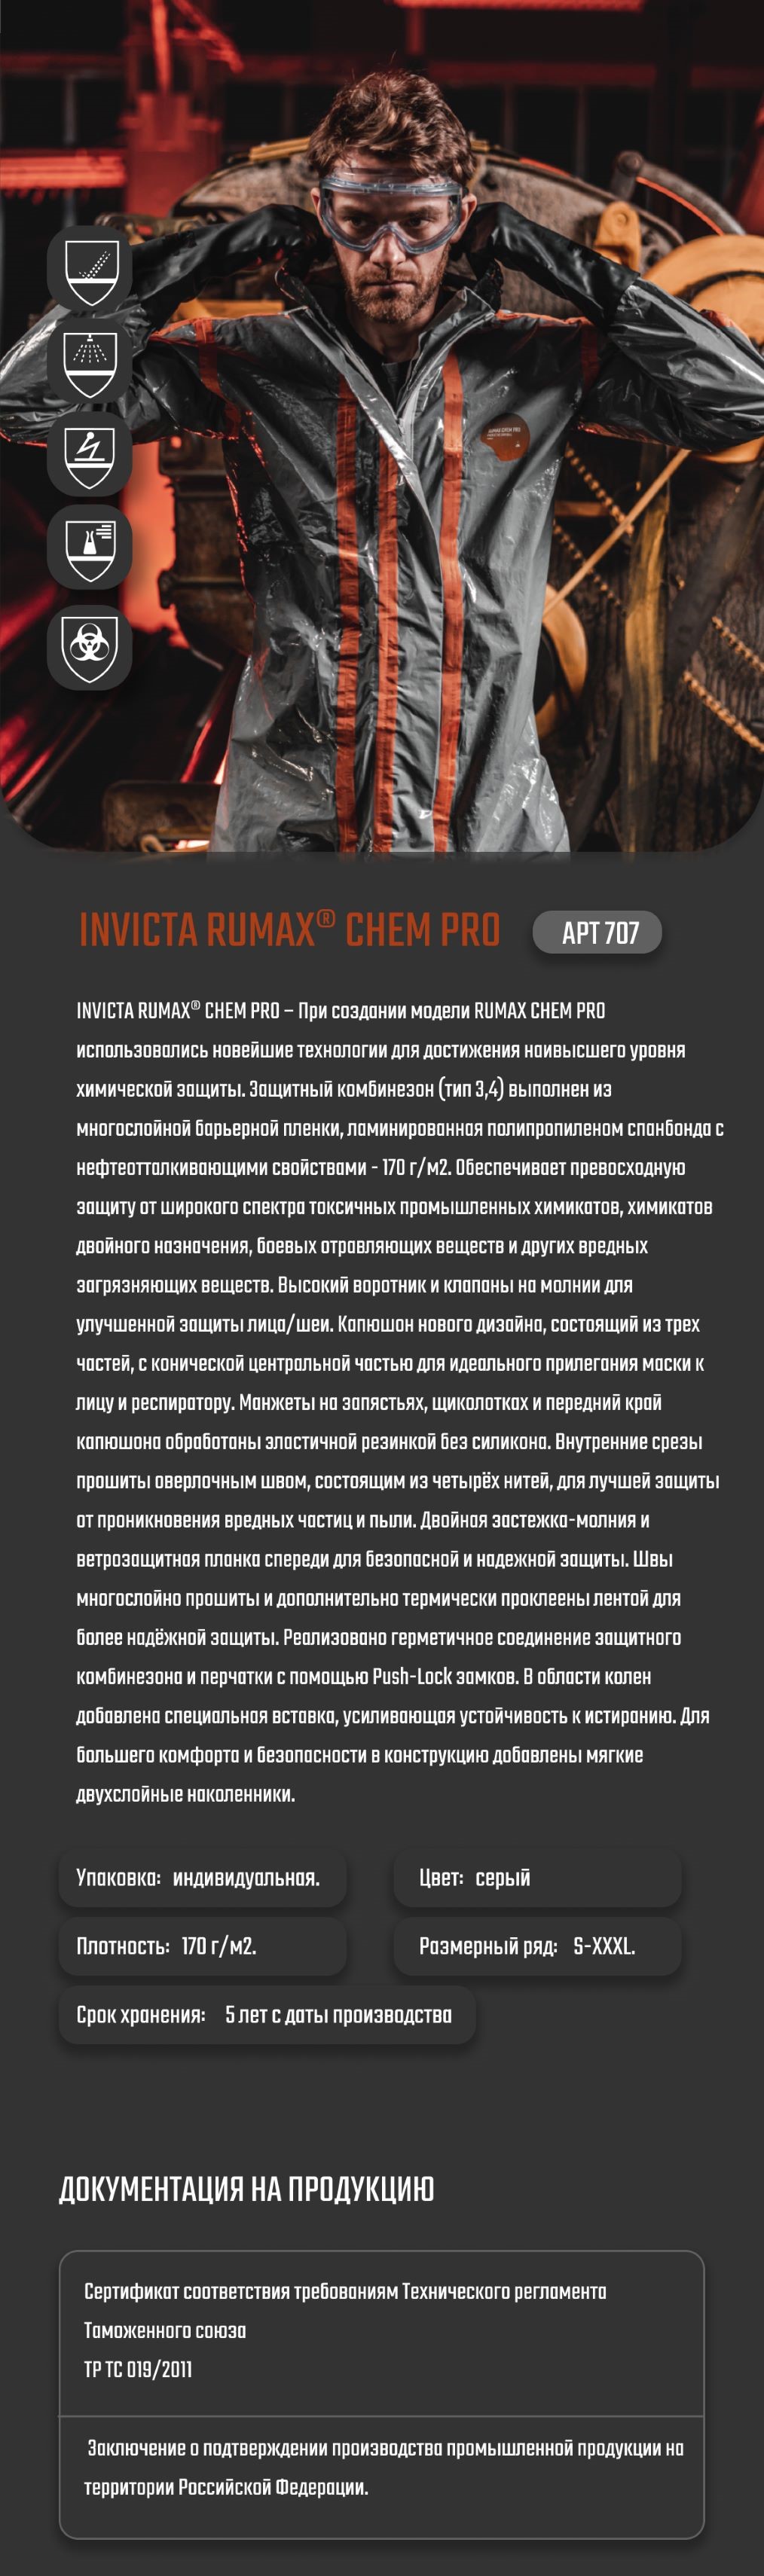 INVICTA RUMAX® CHEM PRO
АРТ 707
INVICTA RUMAX® CHEM PRO – При создании модели RUMAX CHEM PRO
использовались новейшие технологии для достижения наивысшего уровня
химической защиты. Защитный комбинезон (тип 3,4) выполнен из
многослойной барьерной пленки, ламинированная полипропиленом спанбонда с
нефтеотталкивающими свойствами - 170 г/м2. Обеспечивает превосходную
защиту от широкого спектра токсичных промышленных химикатов, химикатов
двойного назначения, боевых отравляющих веществ и других вредных
загрязняющих веществ. Высокий воротник и клапаны на молнии для
улучшенной защиты лица/шеи. Капюшон нового дизайна, состоящий из трех
частей, с конической центральной частью для идеального прилегания маски к
лицу и респиратору. Манжеты на запястьях, щиколотках и передний край
капюшона обработаны эластичной резинкой без силикона. Внутренние срезы
прошиты оверлочным швом, состоящим из четырёх нитей, для лучшей защиты
от проникновения вредных частиц и пыли. Двойная застежка-молния и
ветрозащитная планка спереди для безопасной и надежной защиты. Швы
многослойно прошиты и дополнительно термически проклеены лентой для
более надёжной защиты. Реализовано герметичное соединение защитного
комбинезона и перчатки с помощью Push-Lock замков. В области колен
добавлена специальная вставка, усиливающая устойчивость к истиранию. Для
большего комфорта и безопасности в конструкцию добавлены мягкие
двухслойные наколенники.
Упаковка: индивидуальная.
Цвет: серый
Плотность: 170 г/м2.
Размерный ряд: S-XXXL.
Срок хранения: 5 лет с даты производства
ДОКУМЕНТАЦИЯ НА ПРОДУКЦИЮ
Сертификат соответствия требованиям Технического регламента
Таможенного союза
ТР ТС 019/2011
Заключение о подтверждении производства промышленной продукции на
территории Российской Федерации.